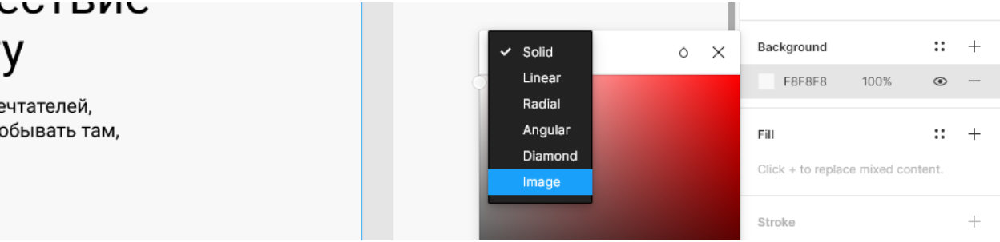 ествие
у
ечтателей,
обывать там,
Solid
Linear
Radial
Angular
Diamond
Image
Background
F8F8F8 100%
Fill
Click + to replace mixed content.
Stroke